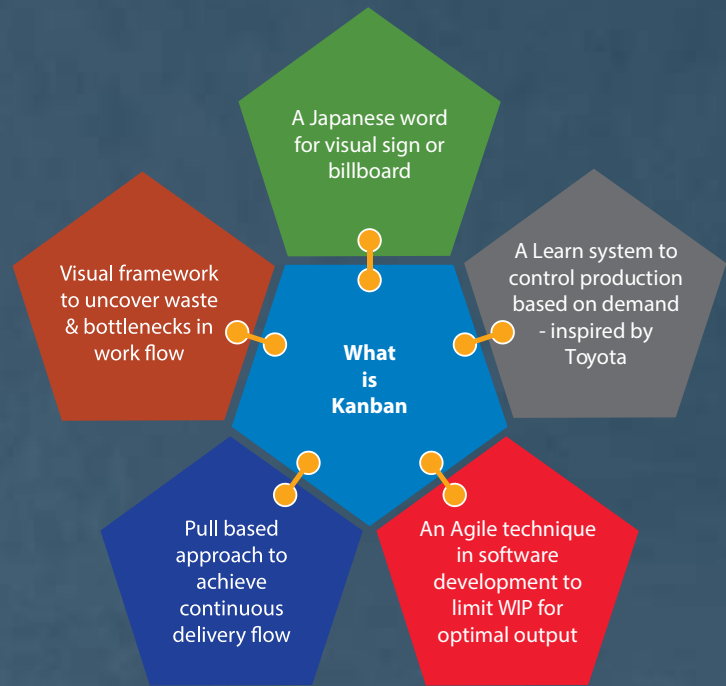 A Japanese word
for visual sign or
billboard
Visual framework
to uncover waste
& bottlenecks in
work flow
A Learn system to
control production
based on demand
- inspired by
Toyota
What
is
Kanban
Pull based
approach to
achieve
continuous
delivery flow
An Agile technique
in software
development to
limit WIP for
optimal output